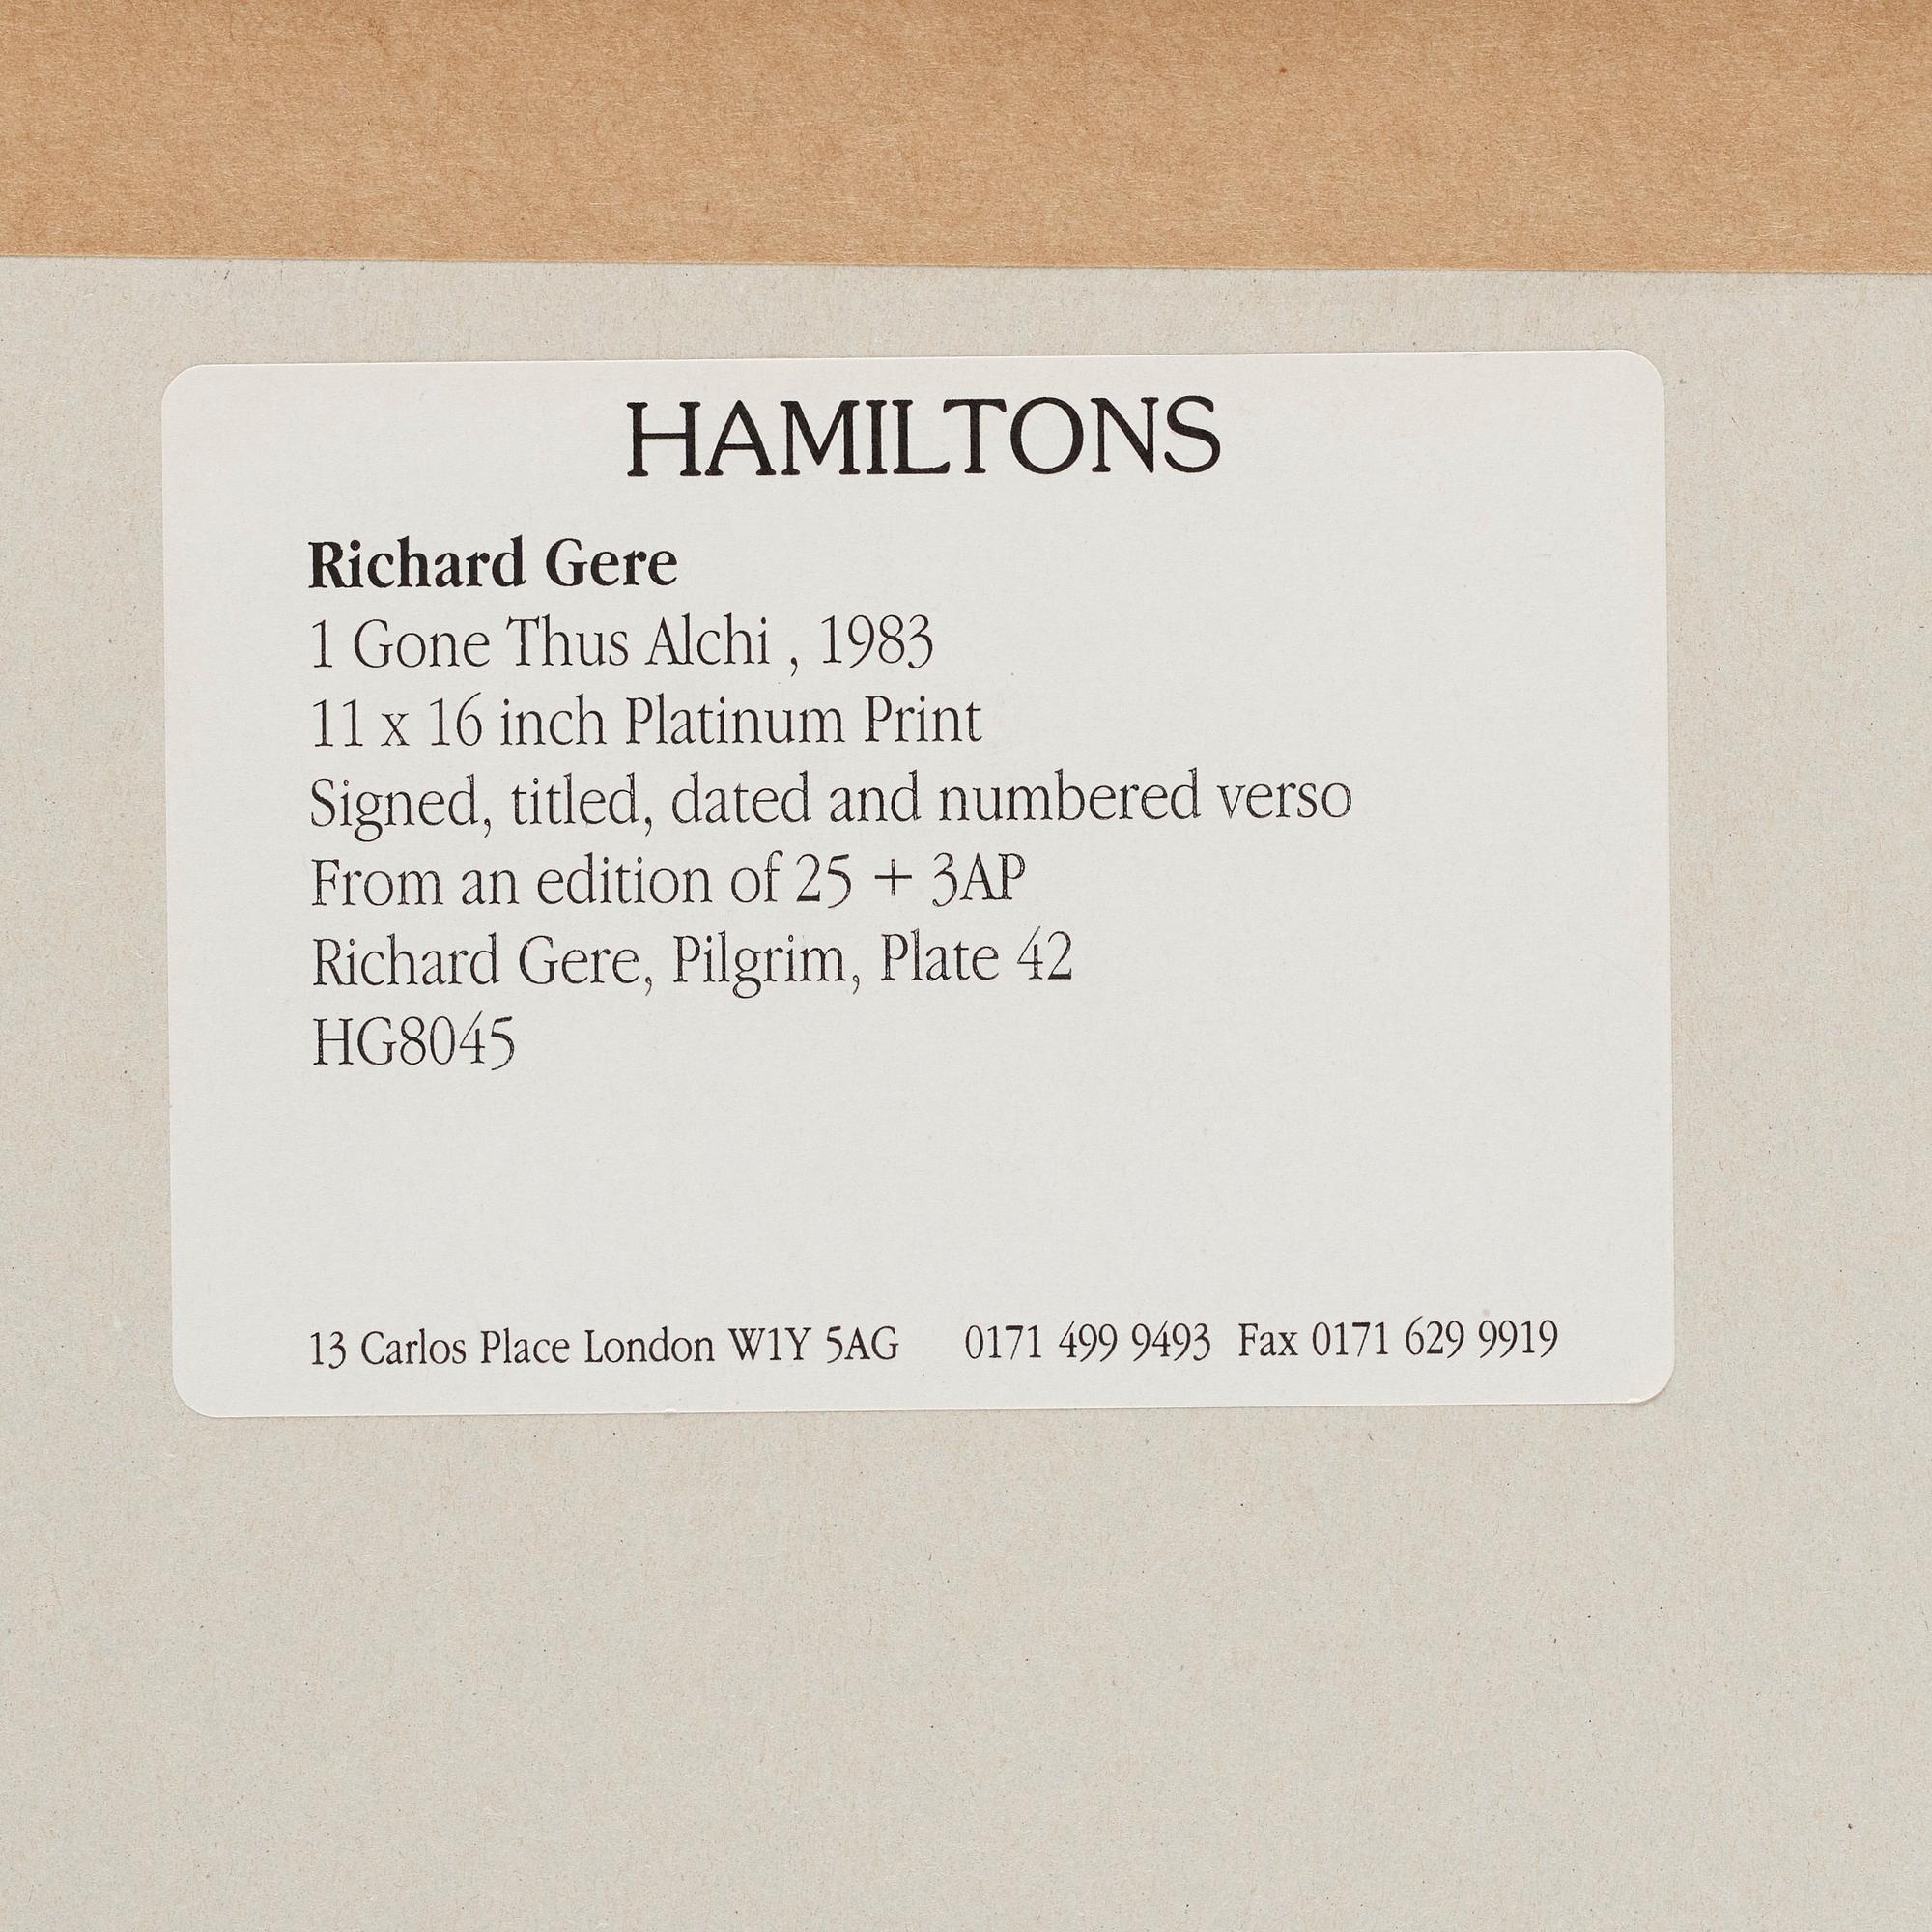 HAMILTONS
Richard Gere
1 Gone Thus Alchi , 1983
11 x 16 inch Platinum Print
Signed, titled, dated and numbered verso
From an edition of 25 + 3AP
Richard Gere, Pilgrim, Plate 42
HG8045
13 Carlos Place London W1Y 5AG 0171 499 9493 Fax 0171 629 9919